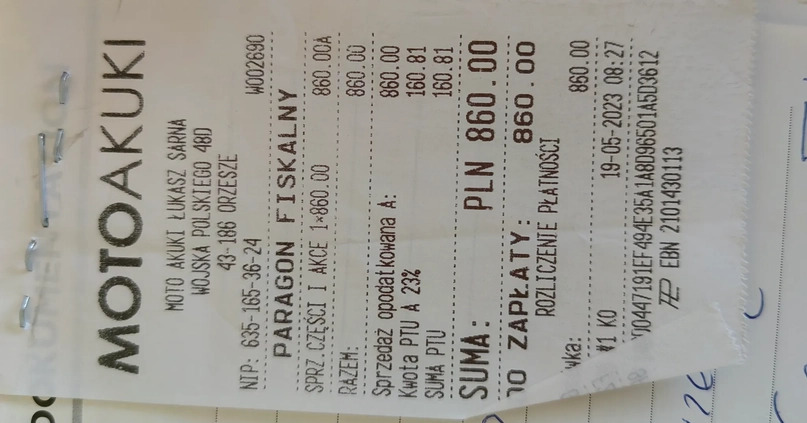 MOTOAKUKI
MOTO AKUKI ŁUKASZ SARNA
WOJSKA POLSKIEGO 48D
43-186 ORZESZE
NIP: 635-165-36-24 W002690
PARAGON FISKALNY
SPRZ CZĘŚCI I AKCE 1×860.00 860.00A
RAZEM: 860.00
Sprzedaż opodatkowana A: 860.00
Kwota PTU A 23% 160.81
SUMA PTU 160.81
SUMA: PLN 860.00
DO ZAPŁATY: 860.00
ROZLICZENIE PŁATNOŚCI
wka: 860.00
#1 KO 19-05-2023 08:27
D0447191EF494E35A1A8D96501A5D3612
EBN 2101430113